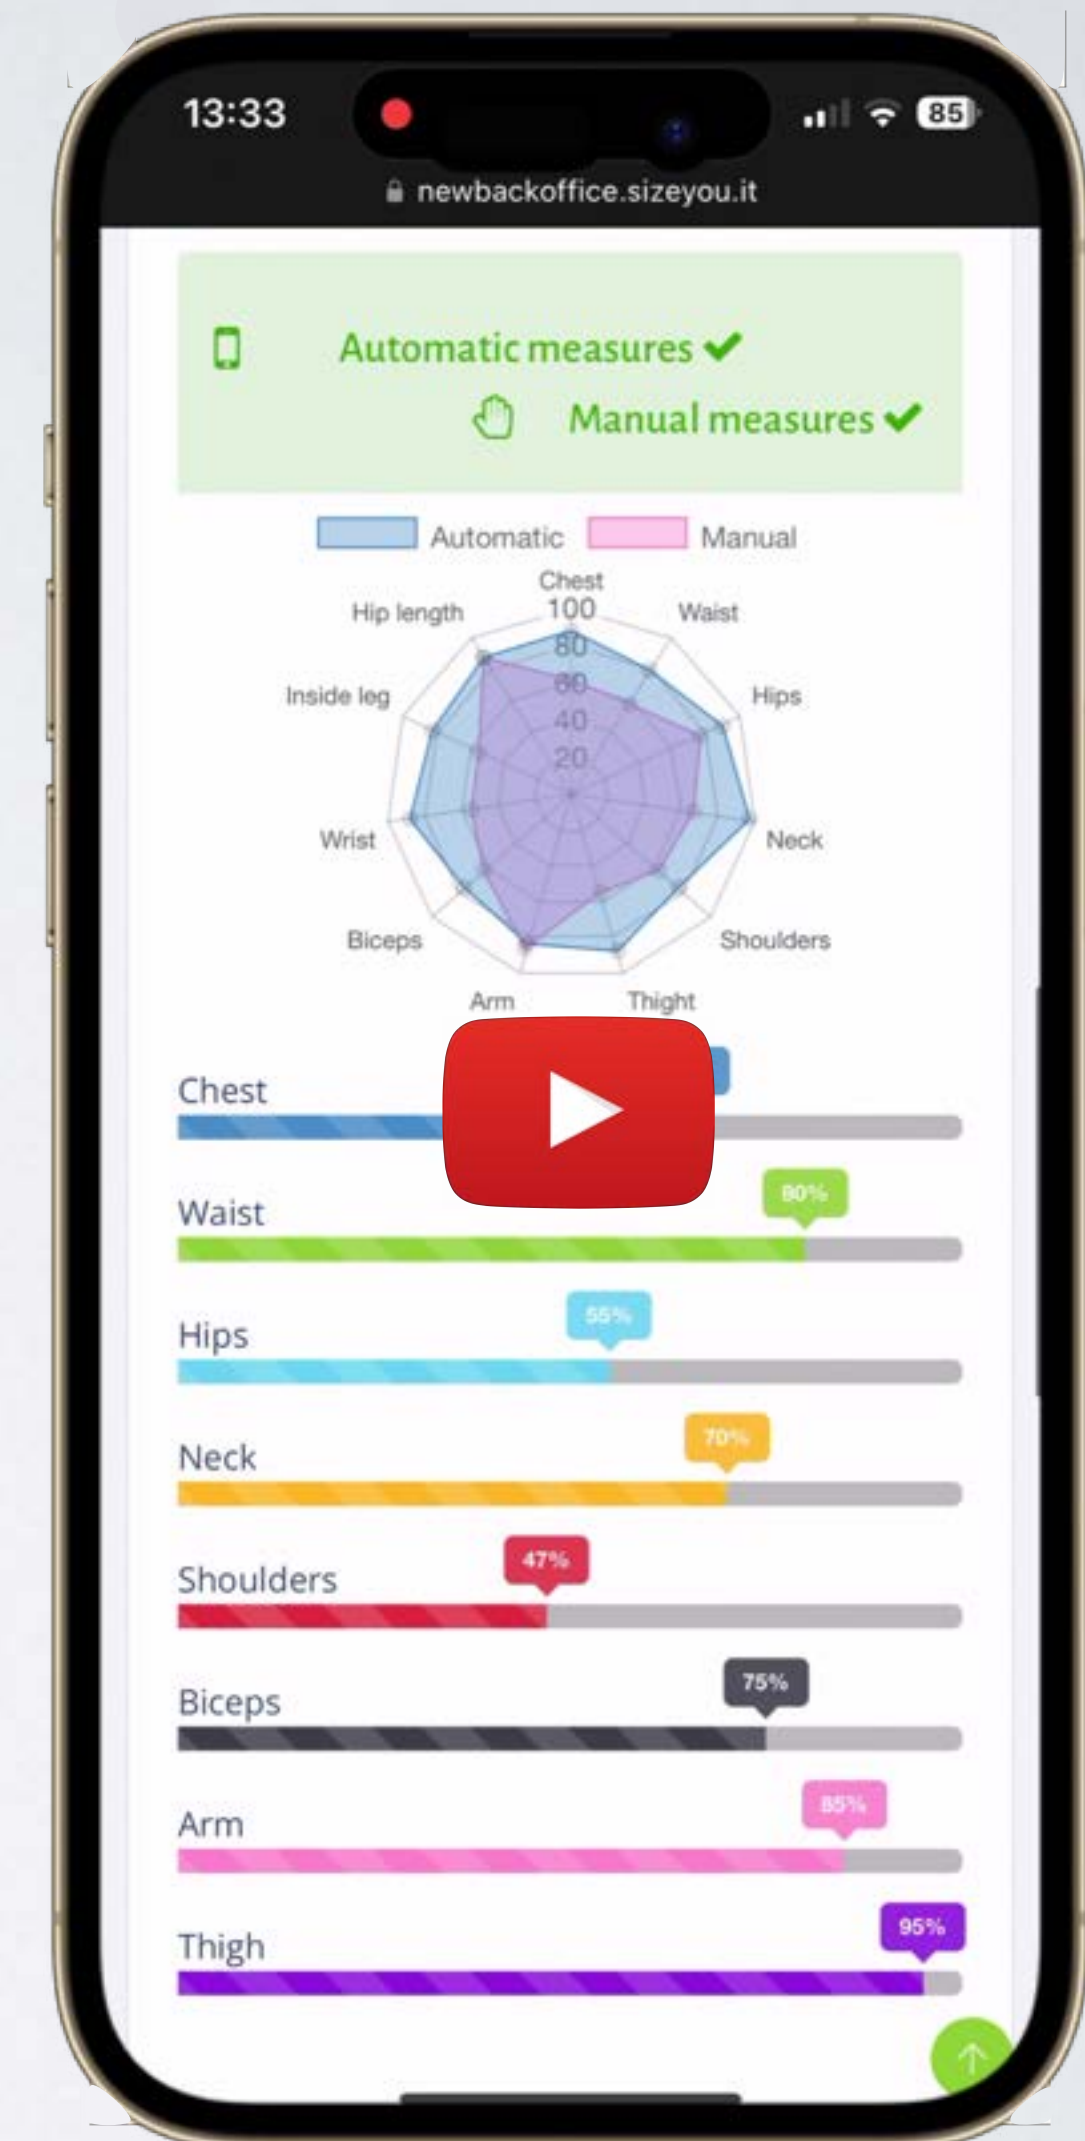 13:33 85
newbackoffice.sizeyou.it
Automatic measures
Manual measures
Automatic Manual
Chest
Hip length 100 Waist
80
Inside leg 60 Hips
40
20
Wrist Neck
Biceps Shoulders
Arm Thight
Chest
80%
Waist
55%
Hips
70%
Neck
47%
Shoulders
75%
Biceps
85%
Arm
95%
Thigh